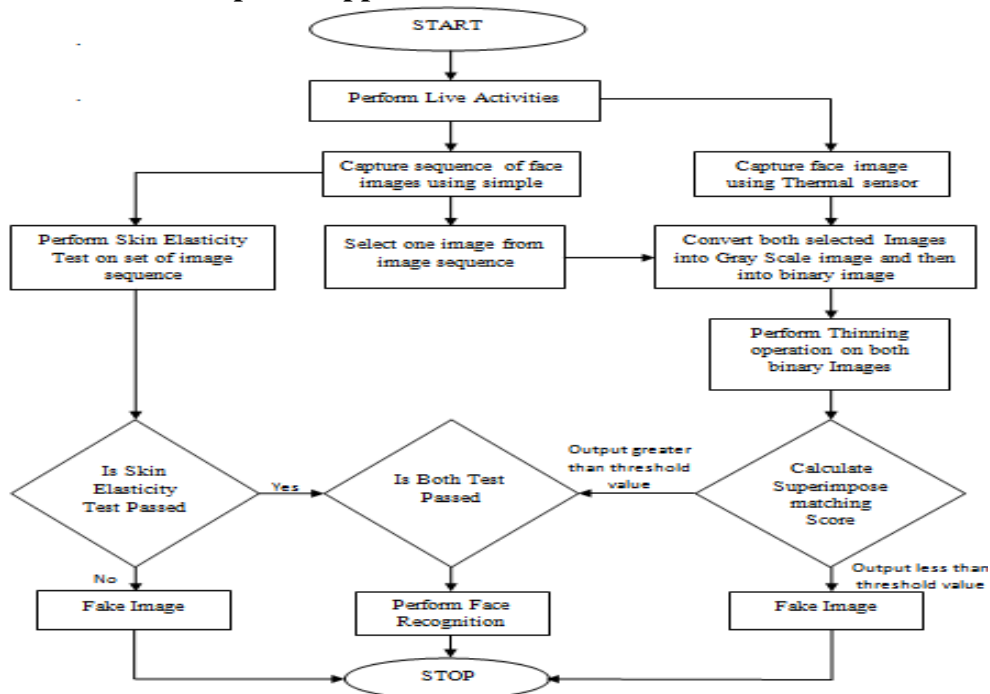 START
Perform Live Activities
Capture sequence of face
images using simple
Capture face image
using Thermal sensor
Perform Skin Elasticity
Test on set of image
sequence
Select one image from
image sequence
Convert both selected Images
into Gray Scale image and then
into binary image
Perform Thinning
operation on both
binary Images
Is Skin
Elasticity
Test Passed
Yes
Is Both Test
Passed
Output greater
than threshold
value
Calculate
Superimpose
matching
Score
No
Output less than
threshold value
Fake Image
Perform Face
Recognition
Fake Image
STOP